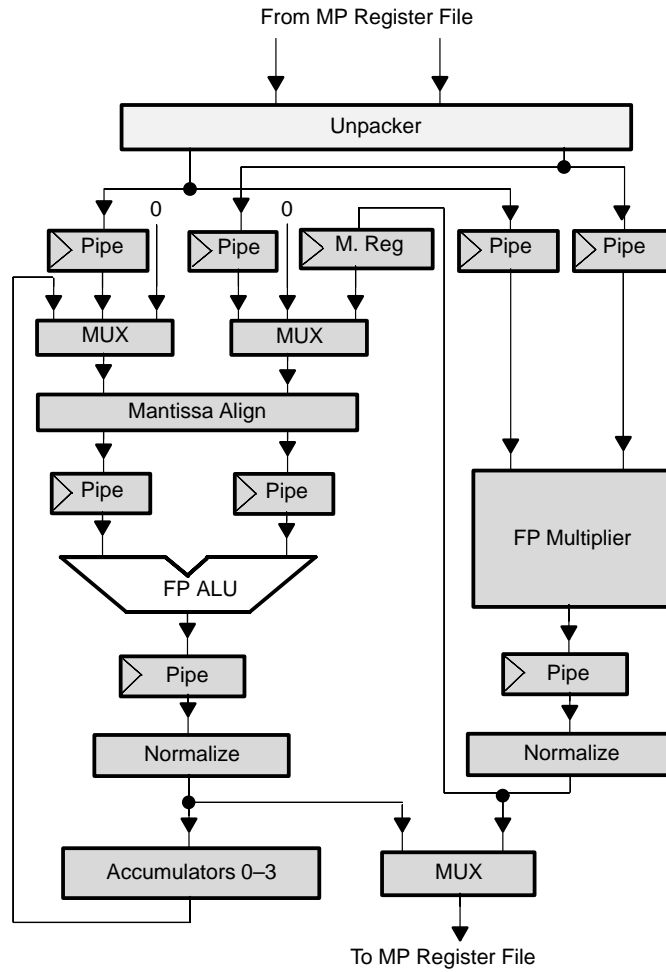 From MP Register File
Unpacker
0
0
Pipe
Pipe
M. Reg
Pipe
Pipe
MUX
MUX
Mantissa Align
Pipe
Pipe
FP Multiplier
FP ALU
Pipe
Pipe
Normalize
Normalize
Accumulators 0–3
MUX
To MP Register File